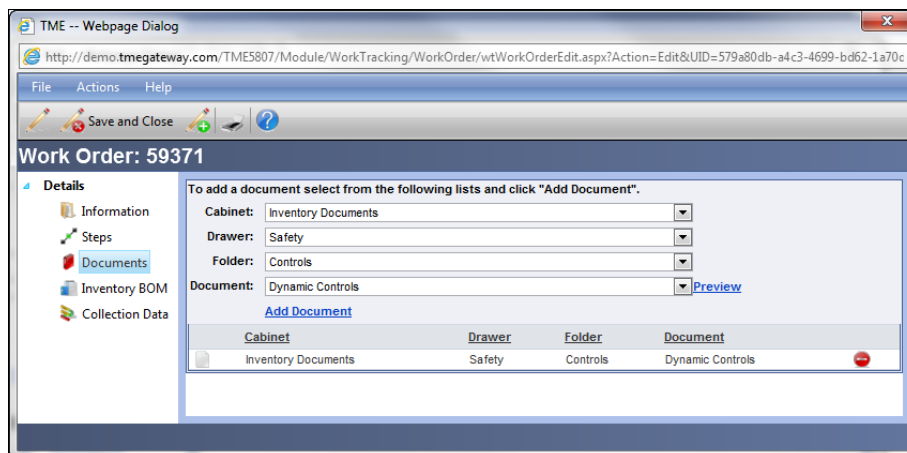 TME -- Webpage Dialog
x
http://demo.tmegateway.com/TME5807/Module/WorkTracking/WorkOrder/wtWorkOrderEdit.aspx?Action=Edit&UID=579a80db-a4c3-4699-bd62-1a70c
File Actions Help
Save and Close ?
Work Order: 59371
Details
Information
Steps
Documents
Inventory BOM
Collection Data
To add a document select from the following lists and click "Add Document".
Cabinet: Inventory Documents
Drawer: Safety
Folder: Controls
Document: Dynamic Controls Preview
Add Document
Cabinet Drawer Folder Document
Inventory Documents Safety Controls Dynamic Controls